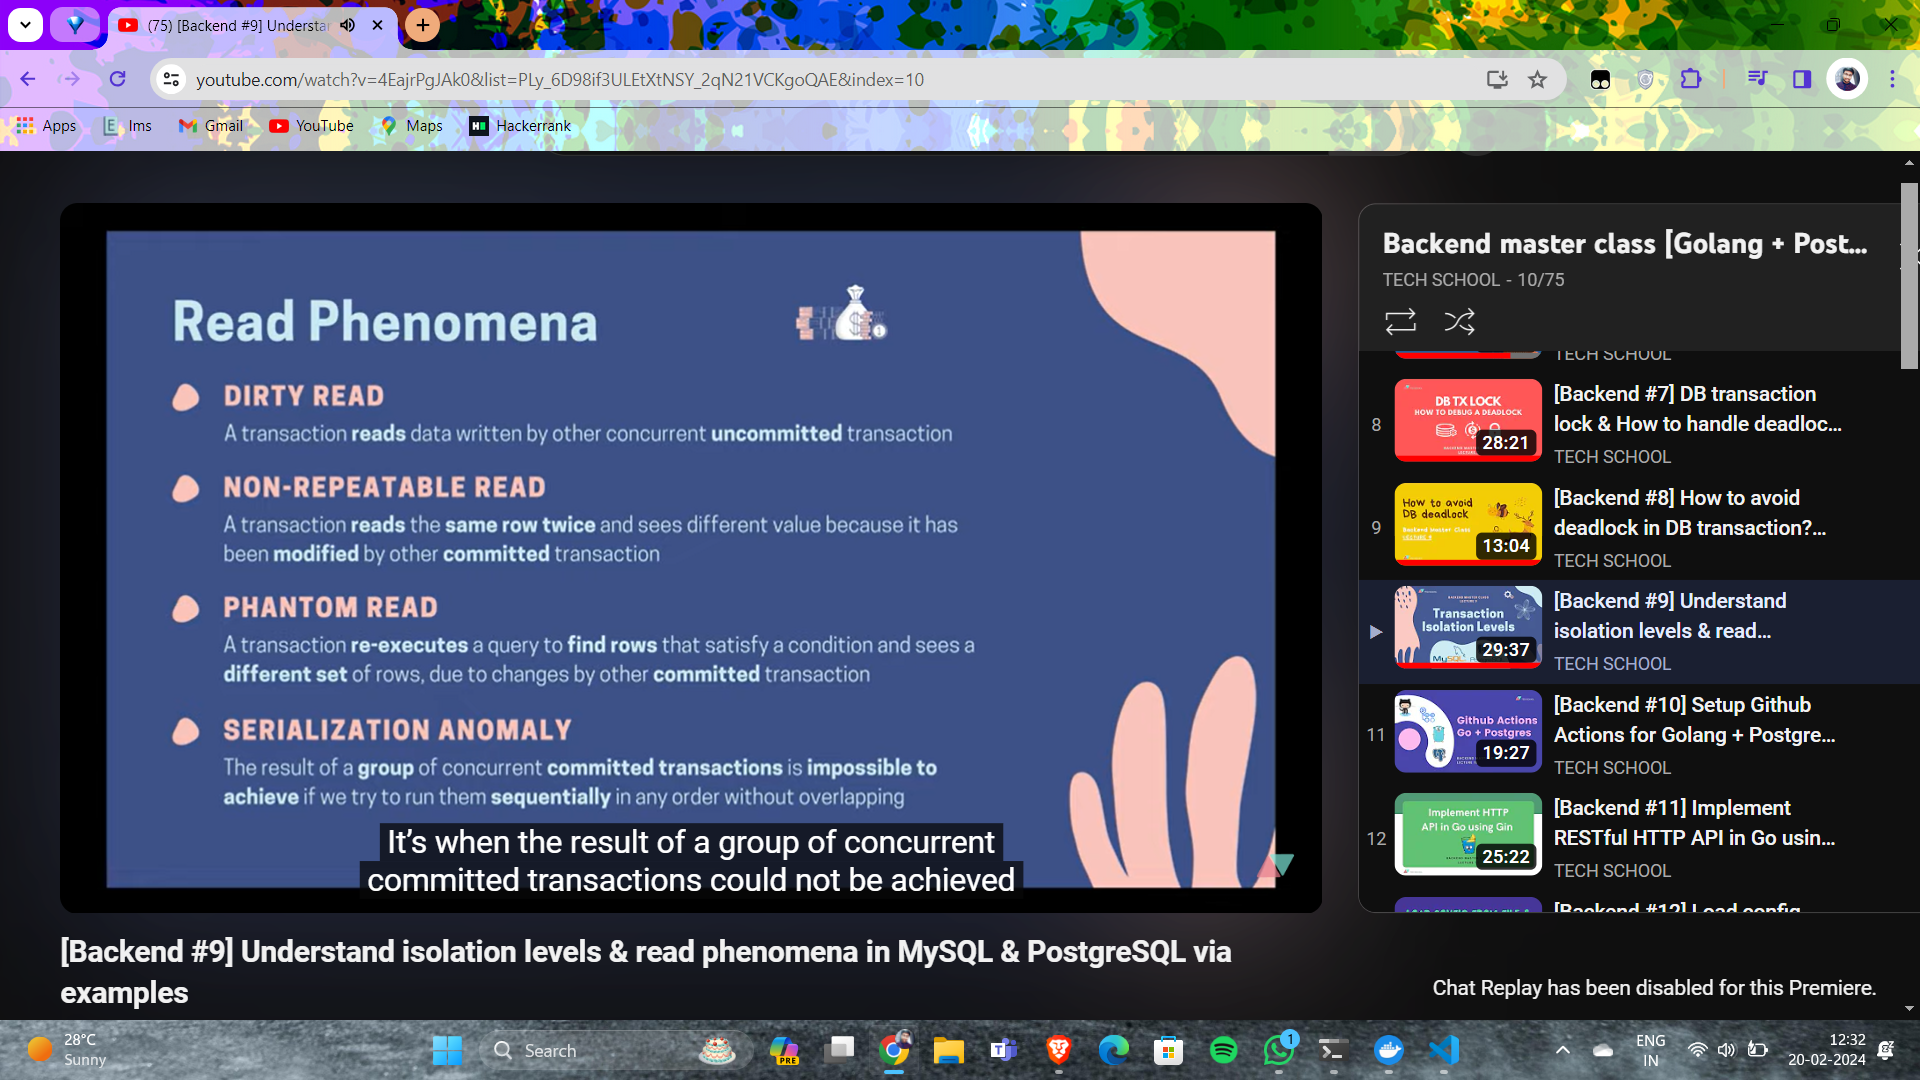 (75) [Backend #9] Understar
youtube.com/watch?v=4EajrPgJAk0&list=PLy_6D98if3ULEtXtNSY_2qN21VCKgoQAE&index=10
Apps
Ims
Gmail
YouTube
Maps
Hackerrank
Read Phenomena
DIRTY READ
A transaction reads data written by other concurrent uncommitted transaction
NON-REPEATABLE READ
A transaction reads the same row twice and sees different value because it has
been modified by other committed transaction
PHANTOM READ
A transaction re-executes a query to find rows that satisfy a condition and sees a
different set of rows, due to changes by other committed transaction
SERIALIZATION ANOMALY
The result of a group of concurrent committed transactions is impossible to
achieve if we try to run them sequentially in any order without overlapping
It’s when the result of a group of concurrent
committed transactions could not be achieved
[Backend #9] Understand isolation levels & read phenomena in MySQL & PostgreSQL via
examples
Backend master class [Golang + Post...
TECH SCHOOL - 10/75
TECH SCHOOL
8
DB TX LOCK
HOW TO DEBUG A DEADLOCK
28:21
[Backend #7] DB transaction
lock & How to handle deadloc...
TECH SCHOOL
9
How to avoid
DB deadlock
Backend Master Class
13:04
[Backend #8] How to avoid
deadlock in DB transaction?...
TECH SCHOOL
Transaction
Isolation Levels
29:37
[Backend #9] Understand
isolation levels & read...
TECH SCHOOL
11
Github Actions
Go + Postgres
19:27
[Backend #10] Setup Github
Actions for Golang + Postgre...
TECH SCHOOL
12
Implement HTTP
API in Go using Gin
25:22
[Backend #11] Implement
RESTful HTTP API in Go usin...
TECH SCHOOL
[Backend #12] Load config
Chat Replay has been disabled for this Premiere.
28°C
Sunny
Search
PRE
1
ENG
IN
12:32
20-02-2024